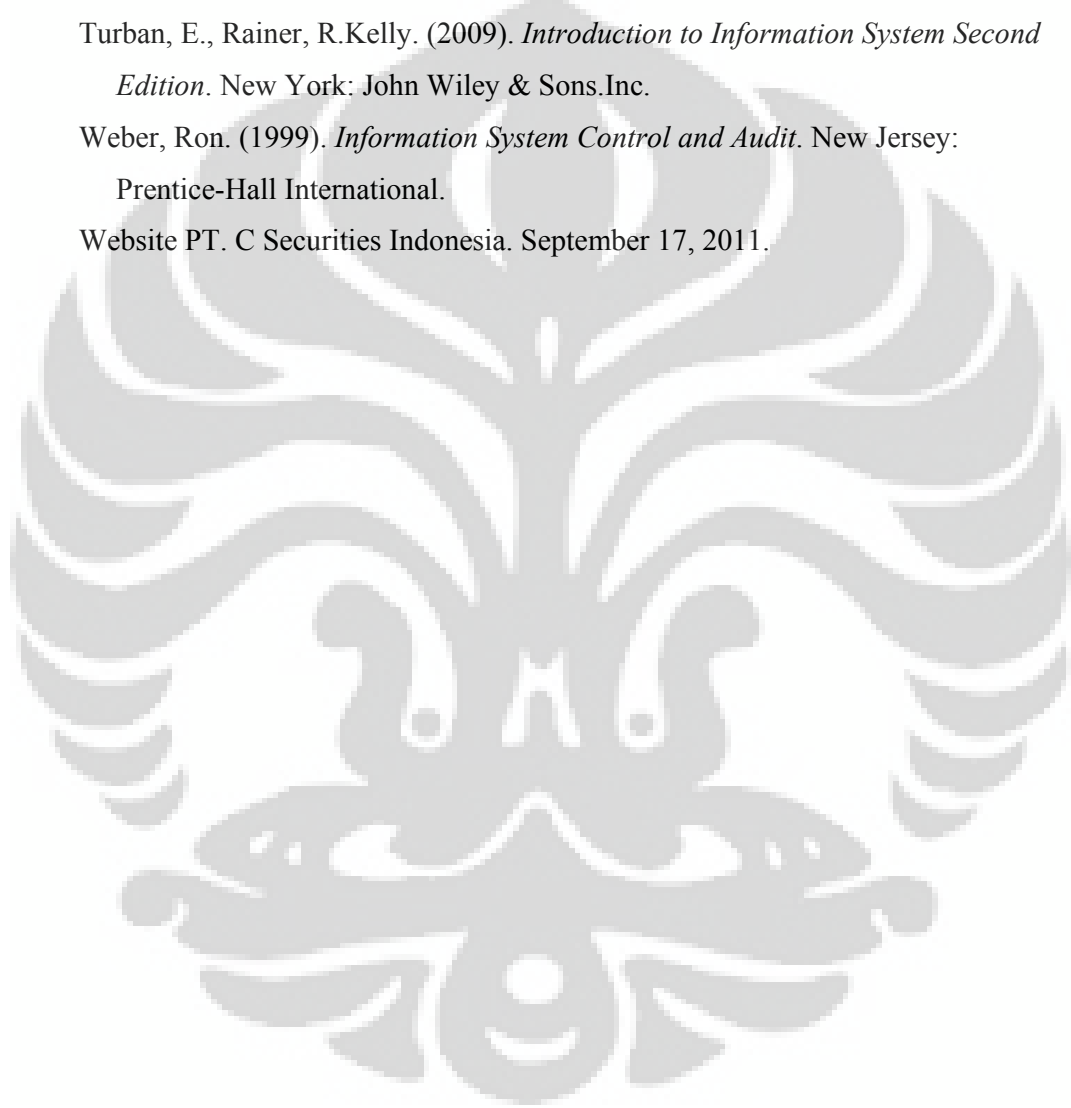 Turban, E., Rainer, R.Kelly. (2009). Introduction to Information System Second
Edition. New York: John Wiley & Sons.Inc.
Weber, Ron. (1999). Information System Control and Audit. New Jersey:
Prentice-Hall International.
Website PT. C Securities Indonesia. September 17, 2011.